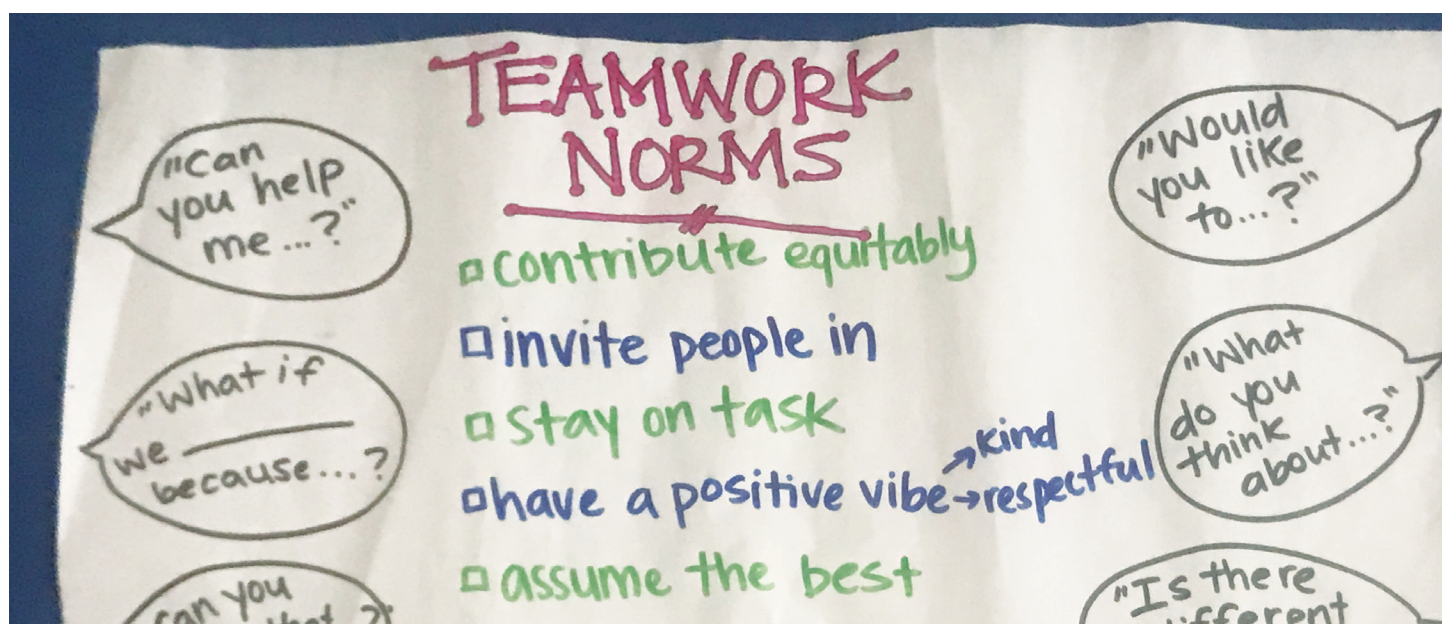 TEAMWORK
NORMS
"Can
you help
me...?"
"What if
we ______
because...?
can you
□ contribute equitably
□ invite people in
□ stay on task
□ have a positive vibe → kind
→ respectful
□ assume the best
"Would
you like
to...?"
"What
do you
think
about...?"
"Is there